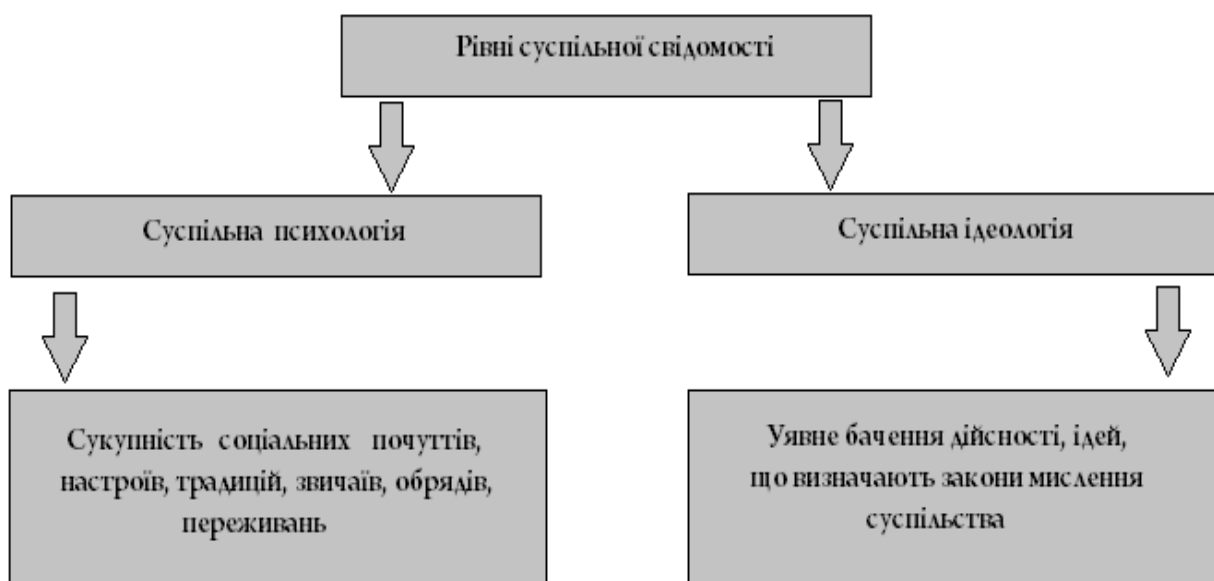 Рівні суспільної свідомості
Суспільна психологія
Суспільна ідеологія
Сукупність соціальних почуттів,
настроїв, традицій, звичаїв, обрядів,
переживань
Уявне бачення дійсності, ідей,
що визначають закони мислення
суспільства